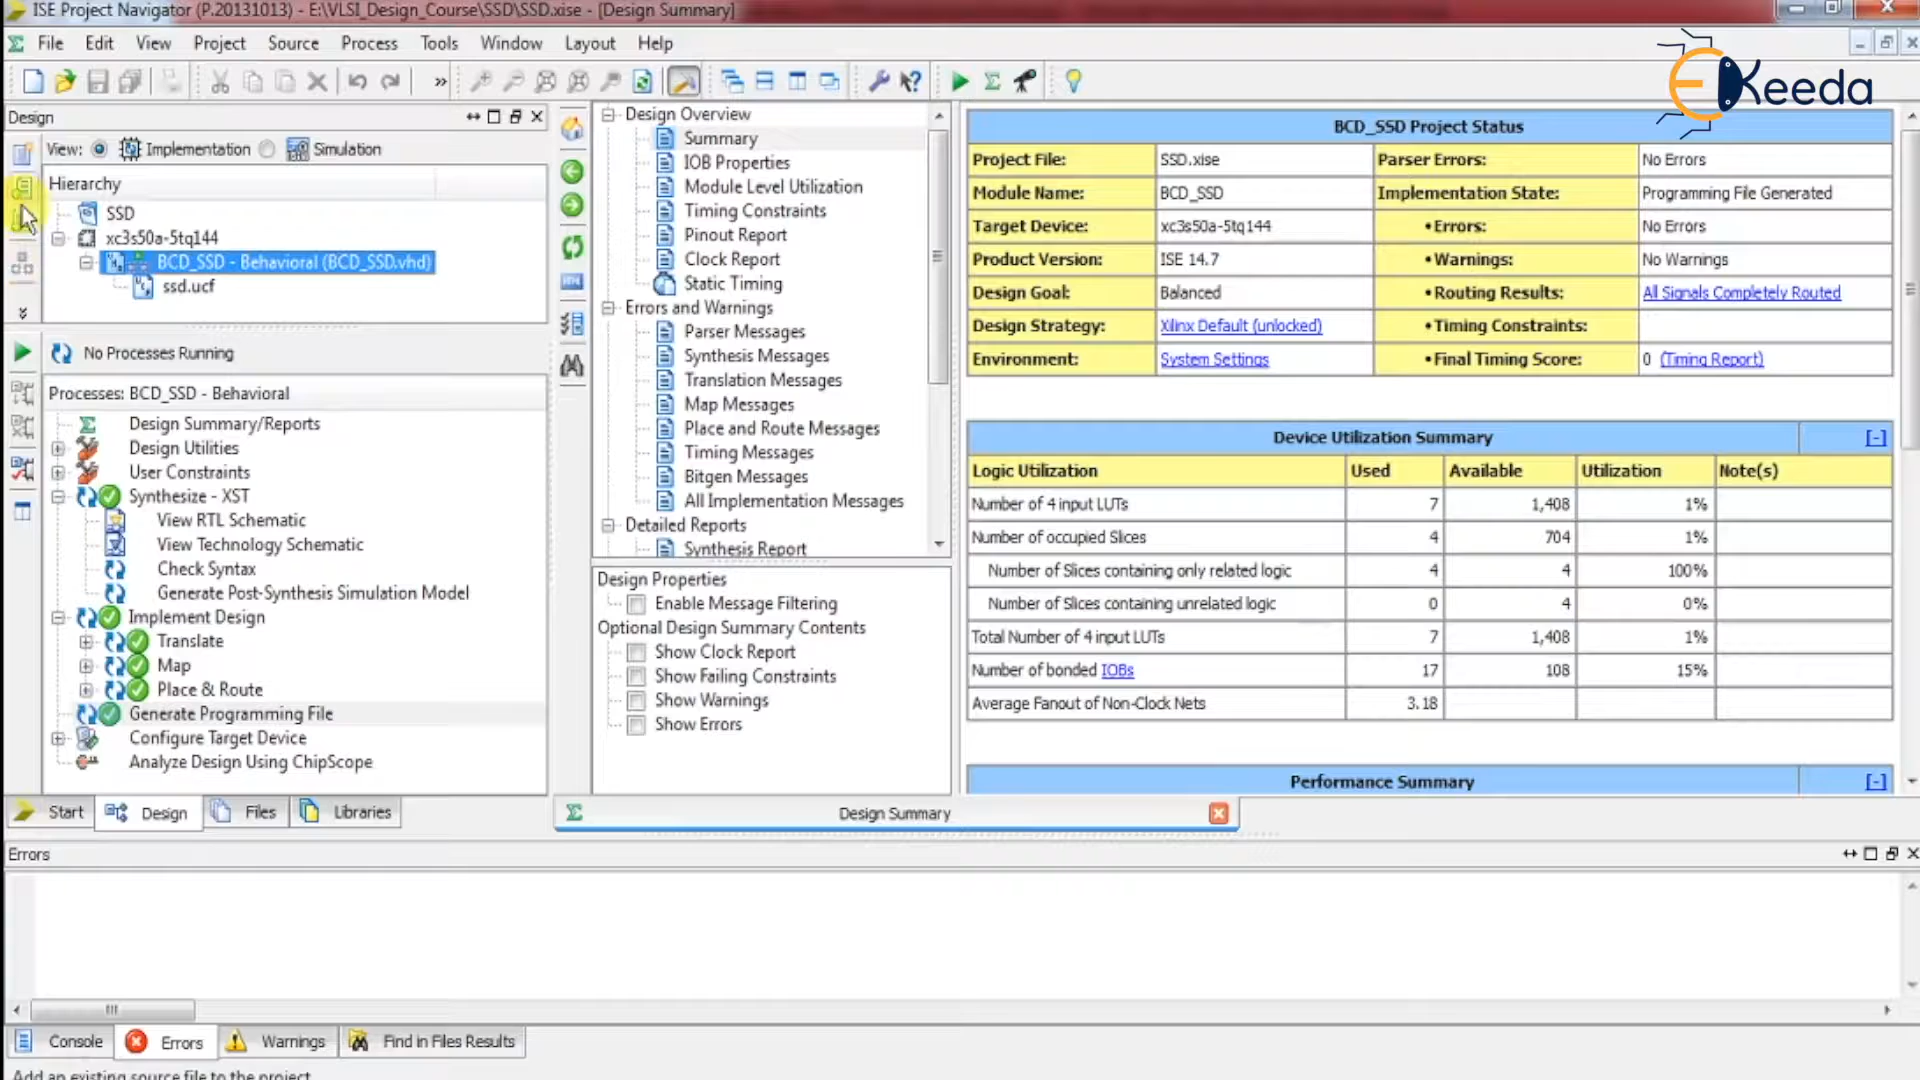 ISE Project Navigator (P.20131013) - E:\VLSI_Design_Course\SSD\SSD.xise - [Design Summary]
File Edit View Project Source Process Tools Window Layout Help
EKeeda
Design
View: Implementation Simulation
Hierarchy
SSD
xc3s50a-5tq144
BCD_SSD - Behavioral (BCD_SSD.vhd)
ssd.ucf
No Processes Running
Processes: BCD_SSD - Behavioral
Design Summary/Reports
Design Utilities
User Constraints
Synthesize - XST
View RTL Schematic
View Technology Schematic
Check Syntax
Generate Post-Synthesis Simulation Model
Implement Design
Translate
Map
Place & Route
Generate Programming File
Configure Target Device
Analyze Design Using ChipScope
Start Design Files Libraries
Design Overview
Summary
IOB Properties
Module Level Utilization
Timing Constraints
Pinout Report
Clock Report
Static Timing
Errors and Warnings
Parser Messages
Synthesis Messages
Translation Messages
Map Messages
Place and Route Messages
Timing Messages
Bitgen Messages
All Implementation Messages
Detailed Reports
Synthesis Report
Design Properties
Enable Message Filtering
Optional Design Summary Contents
Show Clock Report
Show Failing Constraints
Show Warnings
Show Errors
Design Summary
BCD_SSD Project Status
Project File: SSD.xise Parser Errors: No Errors
Module Name: BCD_SSD Implementation State: Programming File Generated
Target Device: xc3s50a-5tq144 •Errors: No Errors
Product Version: ISE 14.7 •Warnings: No Warnings
Design Goal: Balanced •Routing Results: All Signals Completely Routed
Design Strategy: Xilinx Default (unlocked) •Timing Constraints:
Environment: System Settings •Final Timing Score: 0 (Timing Report)
Device Utilization Summary [-]
Logic Utilization Used Available Utilization Note(s)
Number of 4 input LUTs 7 1,408 1%
Number of occupied Slices 4 704 1%
Number of Slices containing only related logic 4 4 100%
Number of Slices containing unrelated logic 0 4 0%
Total Number of 4 input LUTs 7 1,408 1%
Number of bonded IOBs 17 108 15%
Average Fanout of Non-Clock Nets 3.18
Performance Summary [-]
Errors
Console Errors Warnings Find in Files Results
Add an existing source file to the project